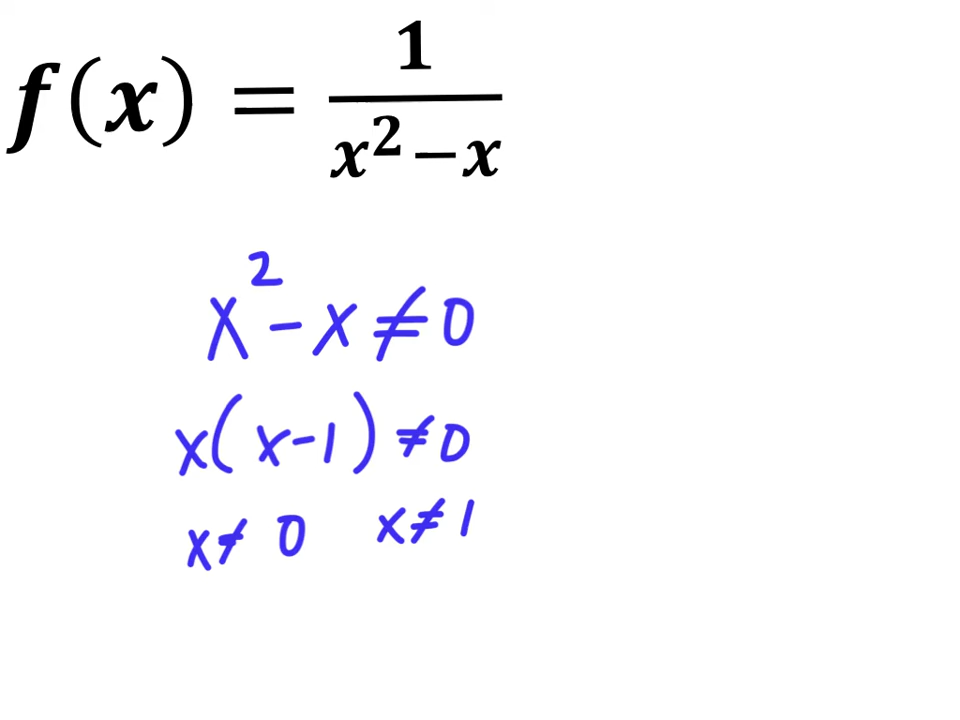 f(x) = 1/(x² − x)
x² − x ≠ 0
x(x−1) ≠ 0
x ≠ 0 x ≠ 1